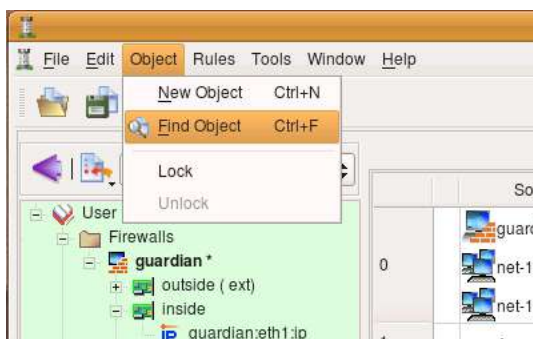 File Edit Object Rules Tools Window Help
New Object Ctrl+N
Find Object Ctrl+F
Lock
Unlock
User
Firewalls
guardian *
outside ( ext)
inside
guardian:eth1:ip
So
guard
0
net-1
net-1